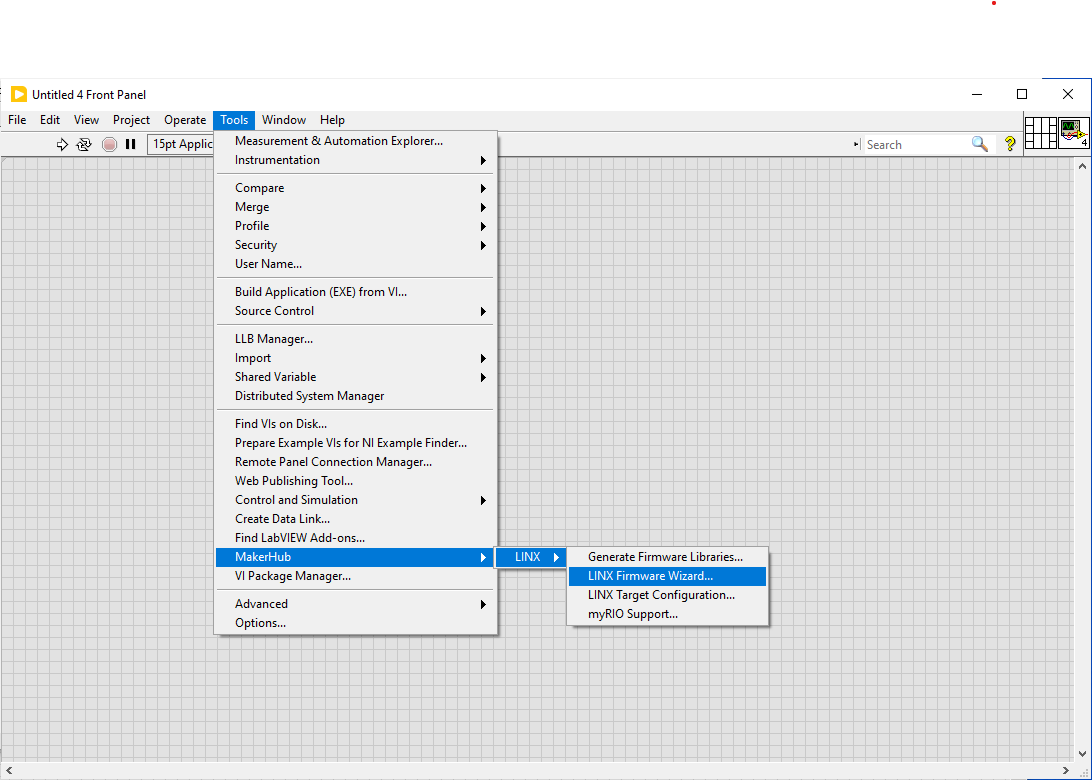 Untitled 4 Front Panel
File Edit View Project Operate Tools Window Help
15pt Applic
Search
?
4
Measurement & Automation Explorer...
Instrumentation
Compare
Merge
Profile
Security
User Name...
Build Application (EXE) from VI...
Source Control
LLB Manager...
Import
Shared Variable
Distributed System Manager
Find VIs on Disk...
Prepare Example VIs for NI Example Finder...
Remote Panel Connection Manager...
Web Publishing Tool...
Control and Simulation
Create Data Link...
Find LabVIEW Add-ons...
MakerHub
VI Package Manager...
Advanced
Options...
LINX
Generate Firmware Libraries...
LINX Firmware Wizard...
LINX Target Configuration...
myRIO Support...